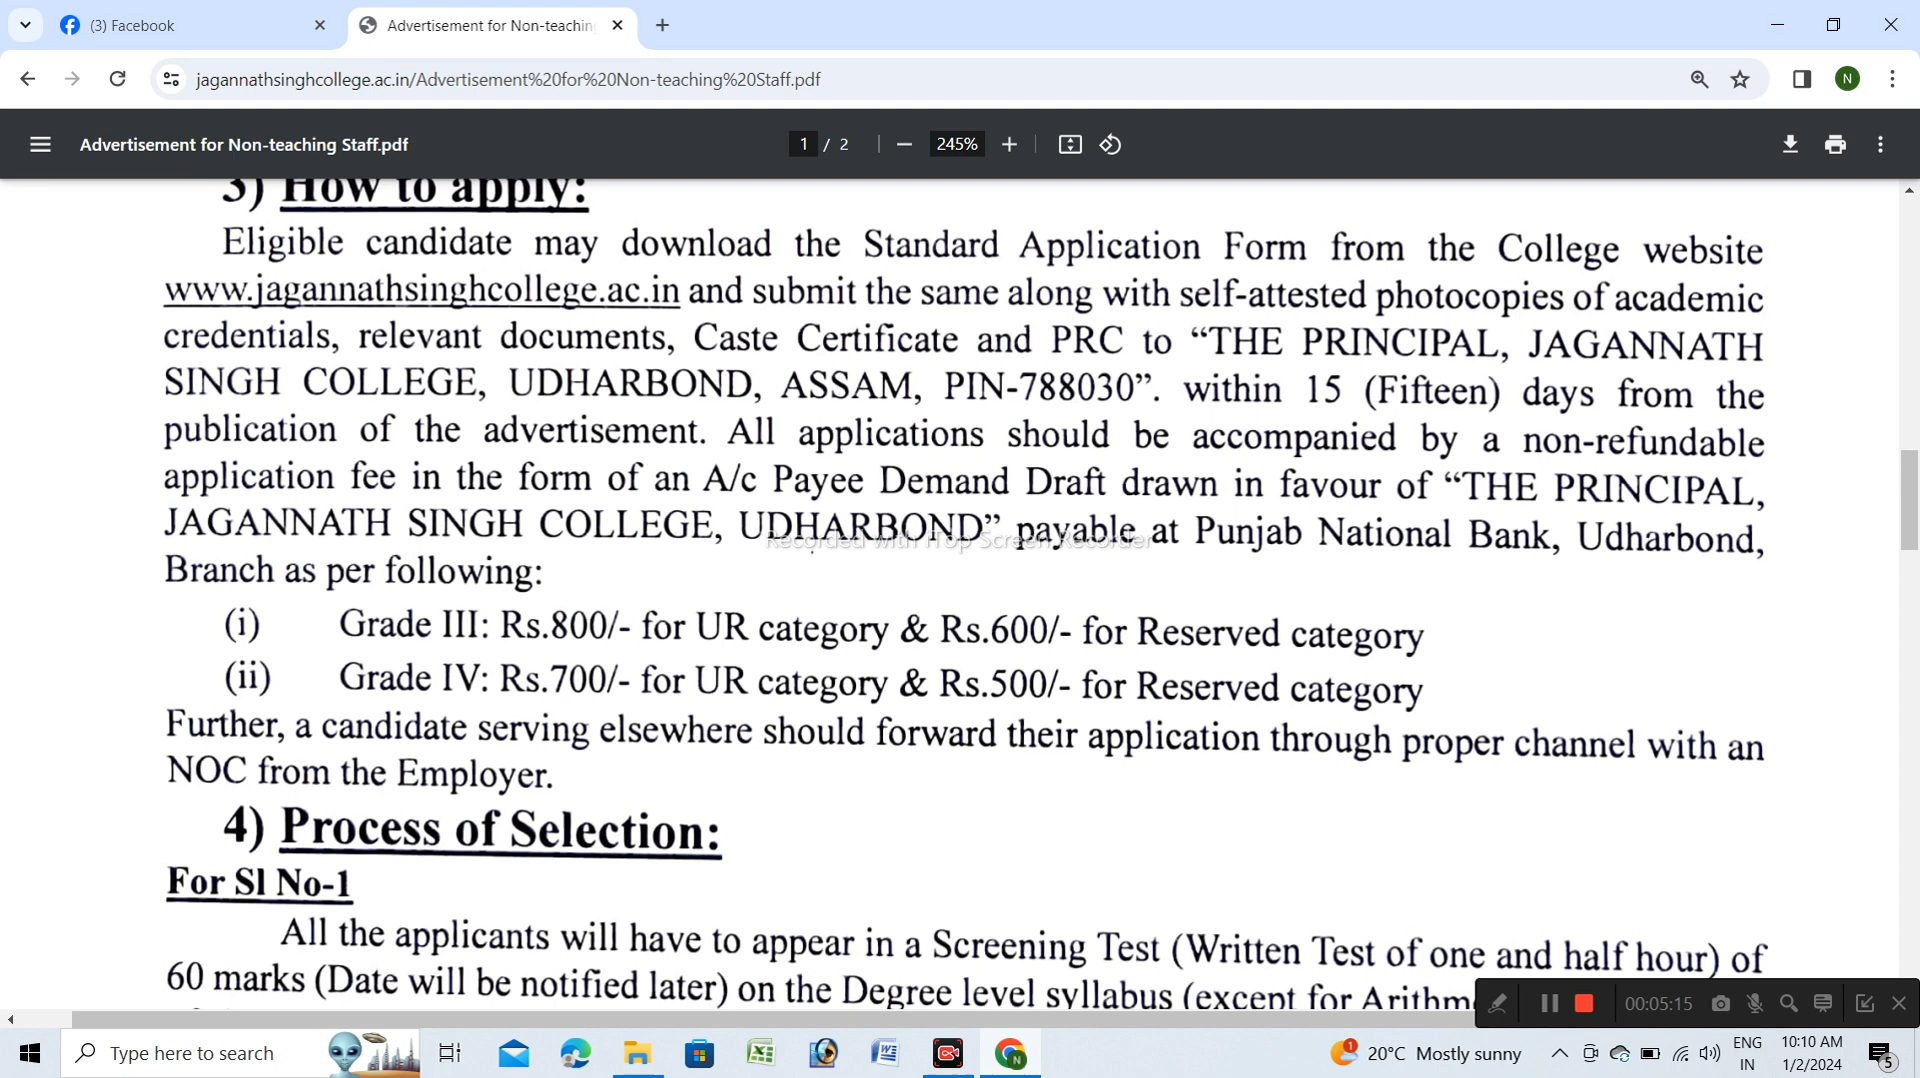 (3) Facebook
Advertisement for Non-teachin
jagannathsinghcollege.ac.in/Advertisement%20for%20Non-teaching%20Staff.pdf
N
Advertisement for Non-teaching Staff.pdf
1 / 2
245%
3) How to apply:
Eligible candidate may download the Standard Application Form from the College website
www.jagannathsinghcollege.ac.in and submit the same along with self-attested photocopies of academic
credentials, relevant documents, Caste Certificate and PRC to “THE PRINCIPAL, JAGANNATH
SINGH COLLEGE, UDHARBOND, ASSAM, PIN-788030”. within 15 (Fifteen) days from the
publication of the advertisement. All applications should be accompanied by a non-refundable
application fee in the form of an A/c Payee Demand Draft drawn in favour of “THE PRINCIPAL,
JAGANNATH SINGH COLLEGE, UDHARBOND” payable at Punjab National Bank, Udharbond,
Recorded with iTop Screen Recorder
Branch as per following:
(i) Grade III: Rs.800/- for UR category & Rs.600/- for Reserved category
(ii) Grade IV: Rs.700/- for UR category & Rs.500/- for Reserved category
Further, a candidate serving elsewhere should forward their application through proper channel with an
NOC from the Employer.
4) Process of Selection:
For Sl No-1
All the applicants will have to appear in a Screening Test (Written Test of one and half hour) of
60 marks (Date will be notified later) on the Degree level syllabus (except for Arithm
00:05:15
Type here to search
1
20°C Mostly sunny
ENG
IN
10:10 AM
1/2/2024
5